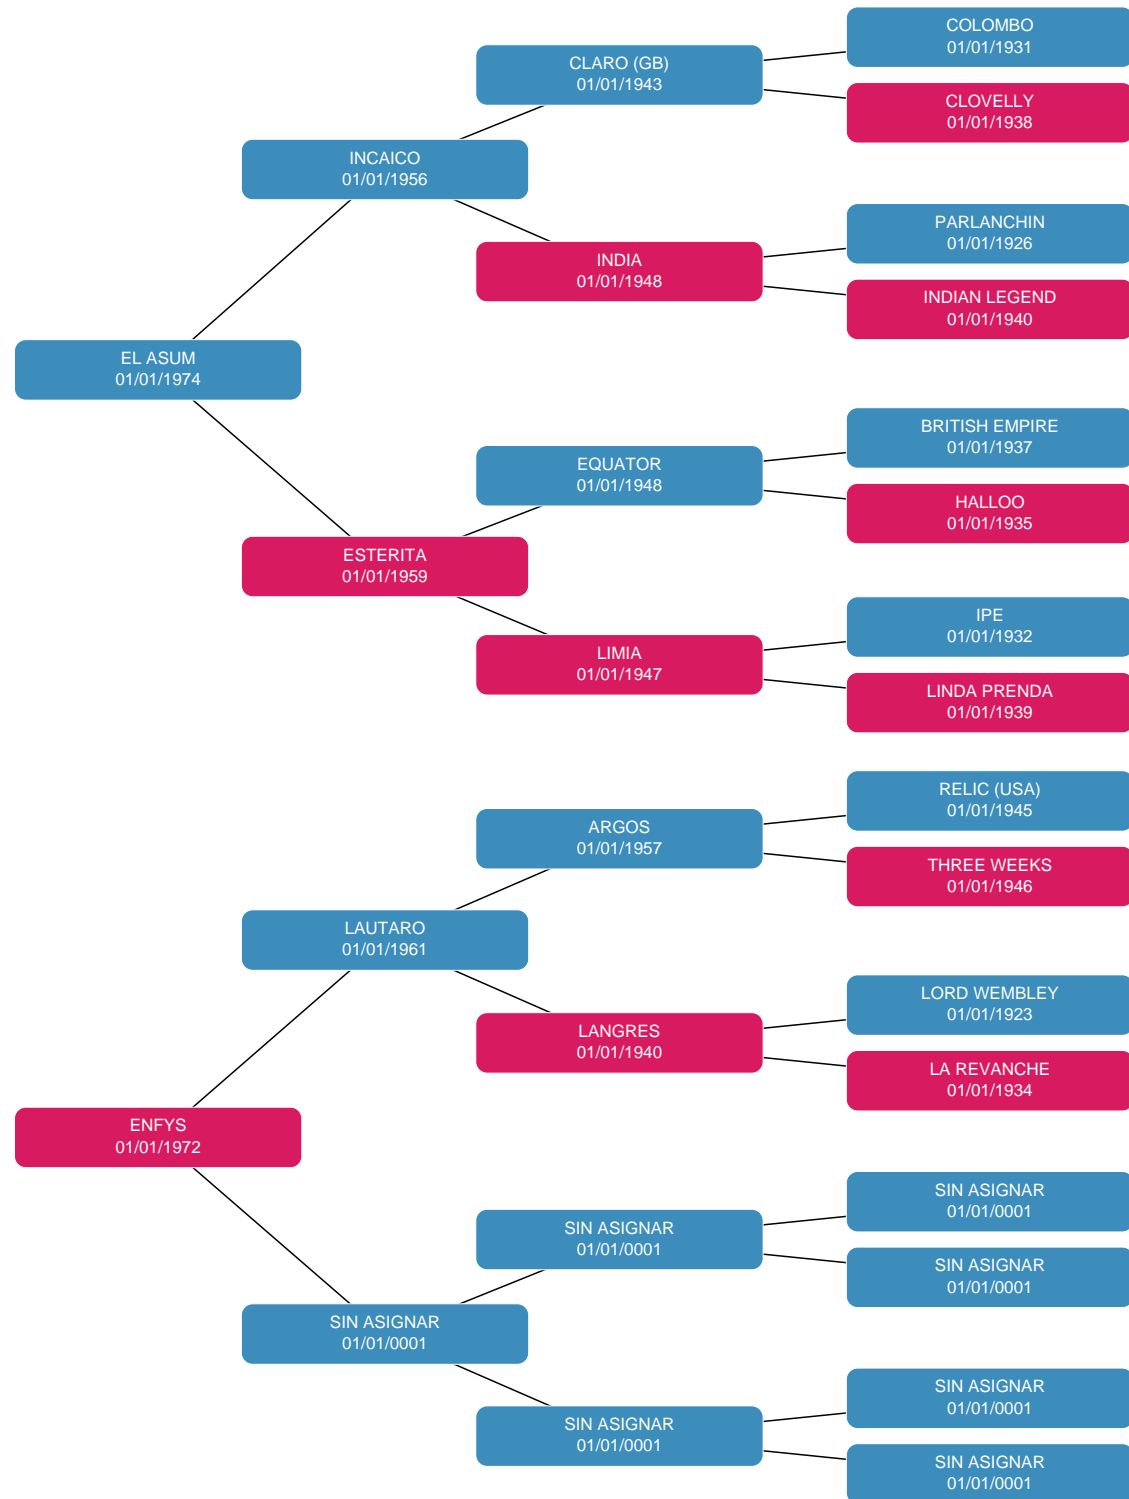 COLOMBO
01/01/1931
CLARO (GB)
01/01/1943
CLOVELLY
01/01/1938
INCAICO
01/01/1956
PARLANCHIN
01/01/1926
INDIA
01/01/1948
INDIAN LEGEND
01/01/1940
EL ASUM
01/01/1974
BRITISH EMPIRE
01/01/1937
EQUATOR
01/01/1948
HALLOO
01/01/1935
ESTERITA
01/01/1959
IPE
01/01/1932
LIMIA
01/01/1947
LINDA PRENDA
01/01/1939
RELIC (USA)
01/01/1945
ARGOS
01/01/1957
THREE WEEKS
01/01/1946
LAUTARO
01/01/1961
LORD WEMBLEY
01/01/1923
LANGRES
01/01/1940
LA REVANCHE
01/01/1934
ENFYS
01/01/1972
SIN ASIGNAR
01/01/0001
SIN ASIGNAR
01/01/0001
SIN ASIGNAR
01/01/0001
SIN ASIGNAR
01/01/0001
SIN ASIGNAR
01/01/0001
SIN ASIGNAR
01/01/0001
SIN ASIGNAR
01/01/0001